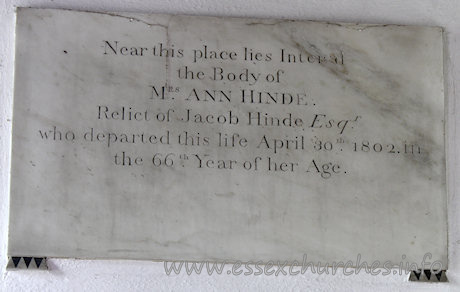 Near this place lies Interr'd
the Body of
Mrs. ANN HINDE.
Relict of Jacob Hinde Esqr.
who departed this life April 30th. 1802. in
the 66th. Year of her Age.
www.essexchurches.info